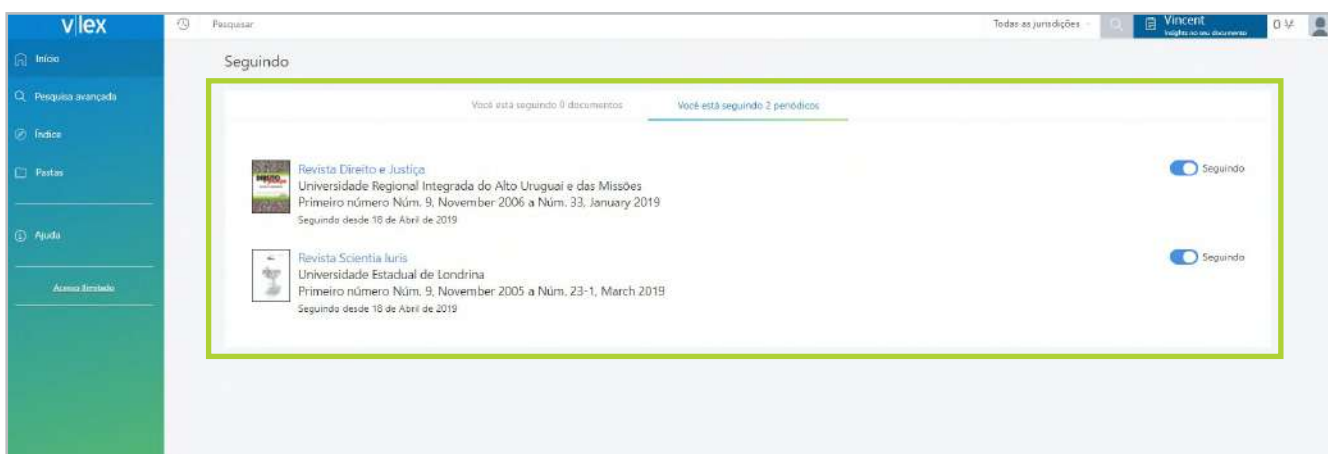 v|lex
Pesquisar
Todas as jurisdições
Vincent
Insights no seu documento
0
Início
Pesquisa avançada
Índice
Pastas
Ajuda
Acesso ilimitado
Seguindo
Você está seguindo 0 documentos
Você está seguindo 2 periódicos
Revista Direito e Justiça
Universidade Regional Integrada do Alto Uruguai e das Missões
Primeiro número Núm. 9, November 2006 a Núm. 33, January 2019
Seguindo desde 18 de Abril de 2019
Seguindo
Revista Scientia Iuris
Universidade Estadual de Londrina
Primeiro número Núm. 9, November 2005 a Núm. 23-1, March 2019
Seguindo desde 18 de Abril de 2019
Seguindo